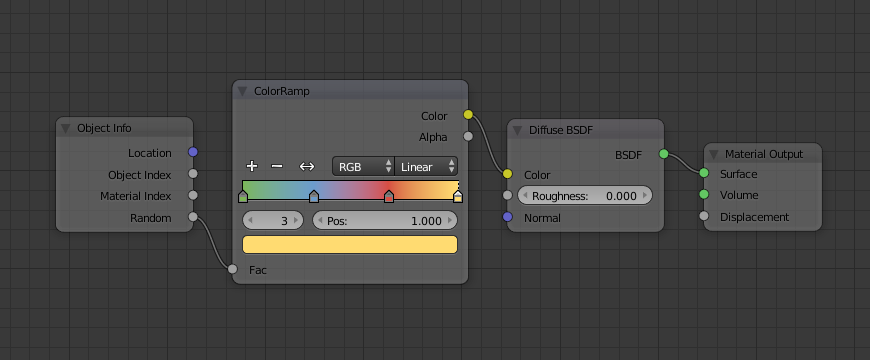 Object Info
Location
Object Index
Material Index
Random
ColorRamp
Color
Alpha
+ − ↔ RGB Linear
3 Pos: 1.000
Fac
Diffuse BSDF
BSDF
Color
Roughness: 0.000
Normal
Material Output
Surface
Volume
Displacement